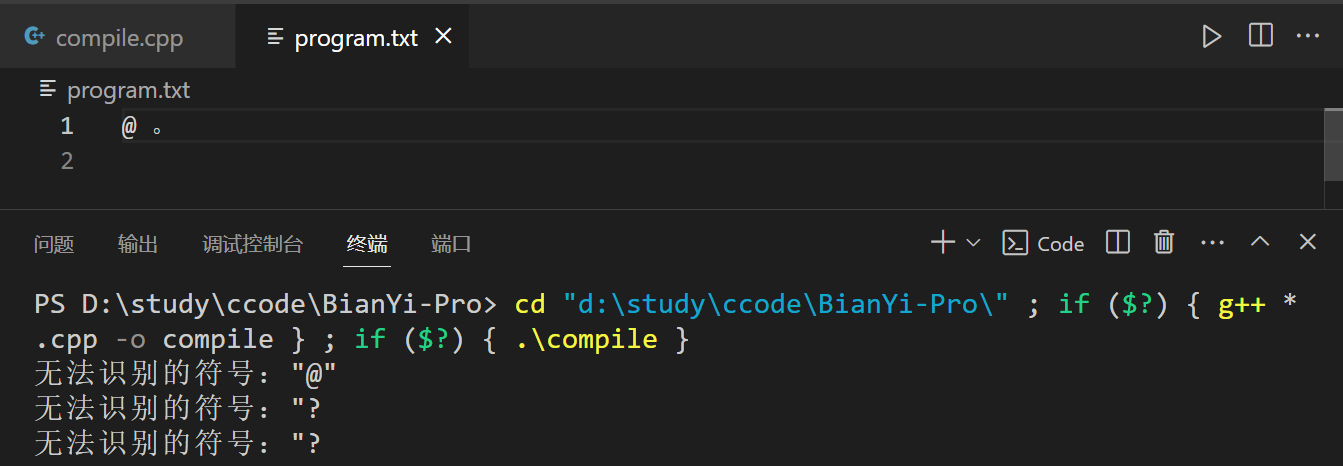 compile.cpp program.txt
program.txt
1 @ 。
2
问题 输出 调试控制台 终端 端口 Code
PS D:\study\ccode\BianYi-Pro> cd "d:\study\ccode\BianYi-Pro\" ; if ($?) { g++ *
.cpp -o compile } ; if ($?) { .\compile }
无法识别的符号："@"
无法识别的符号："?
无法识别的符号："?